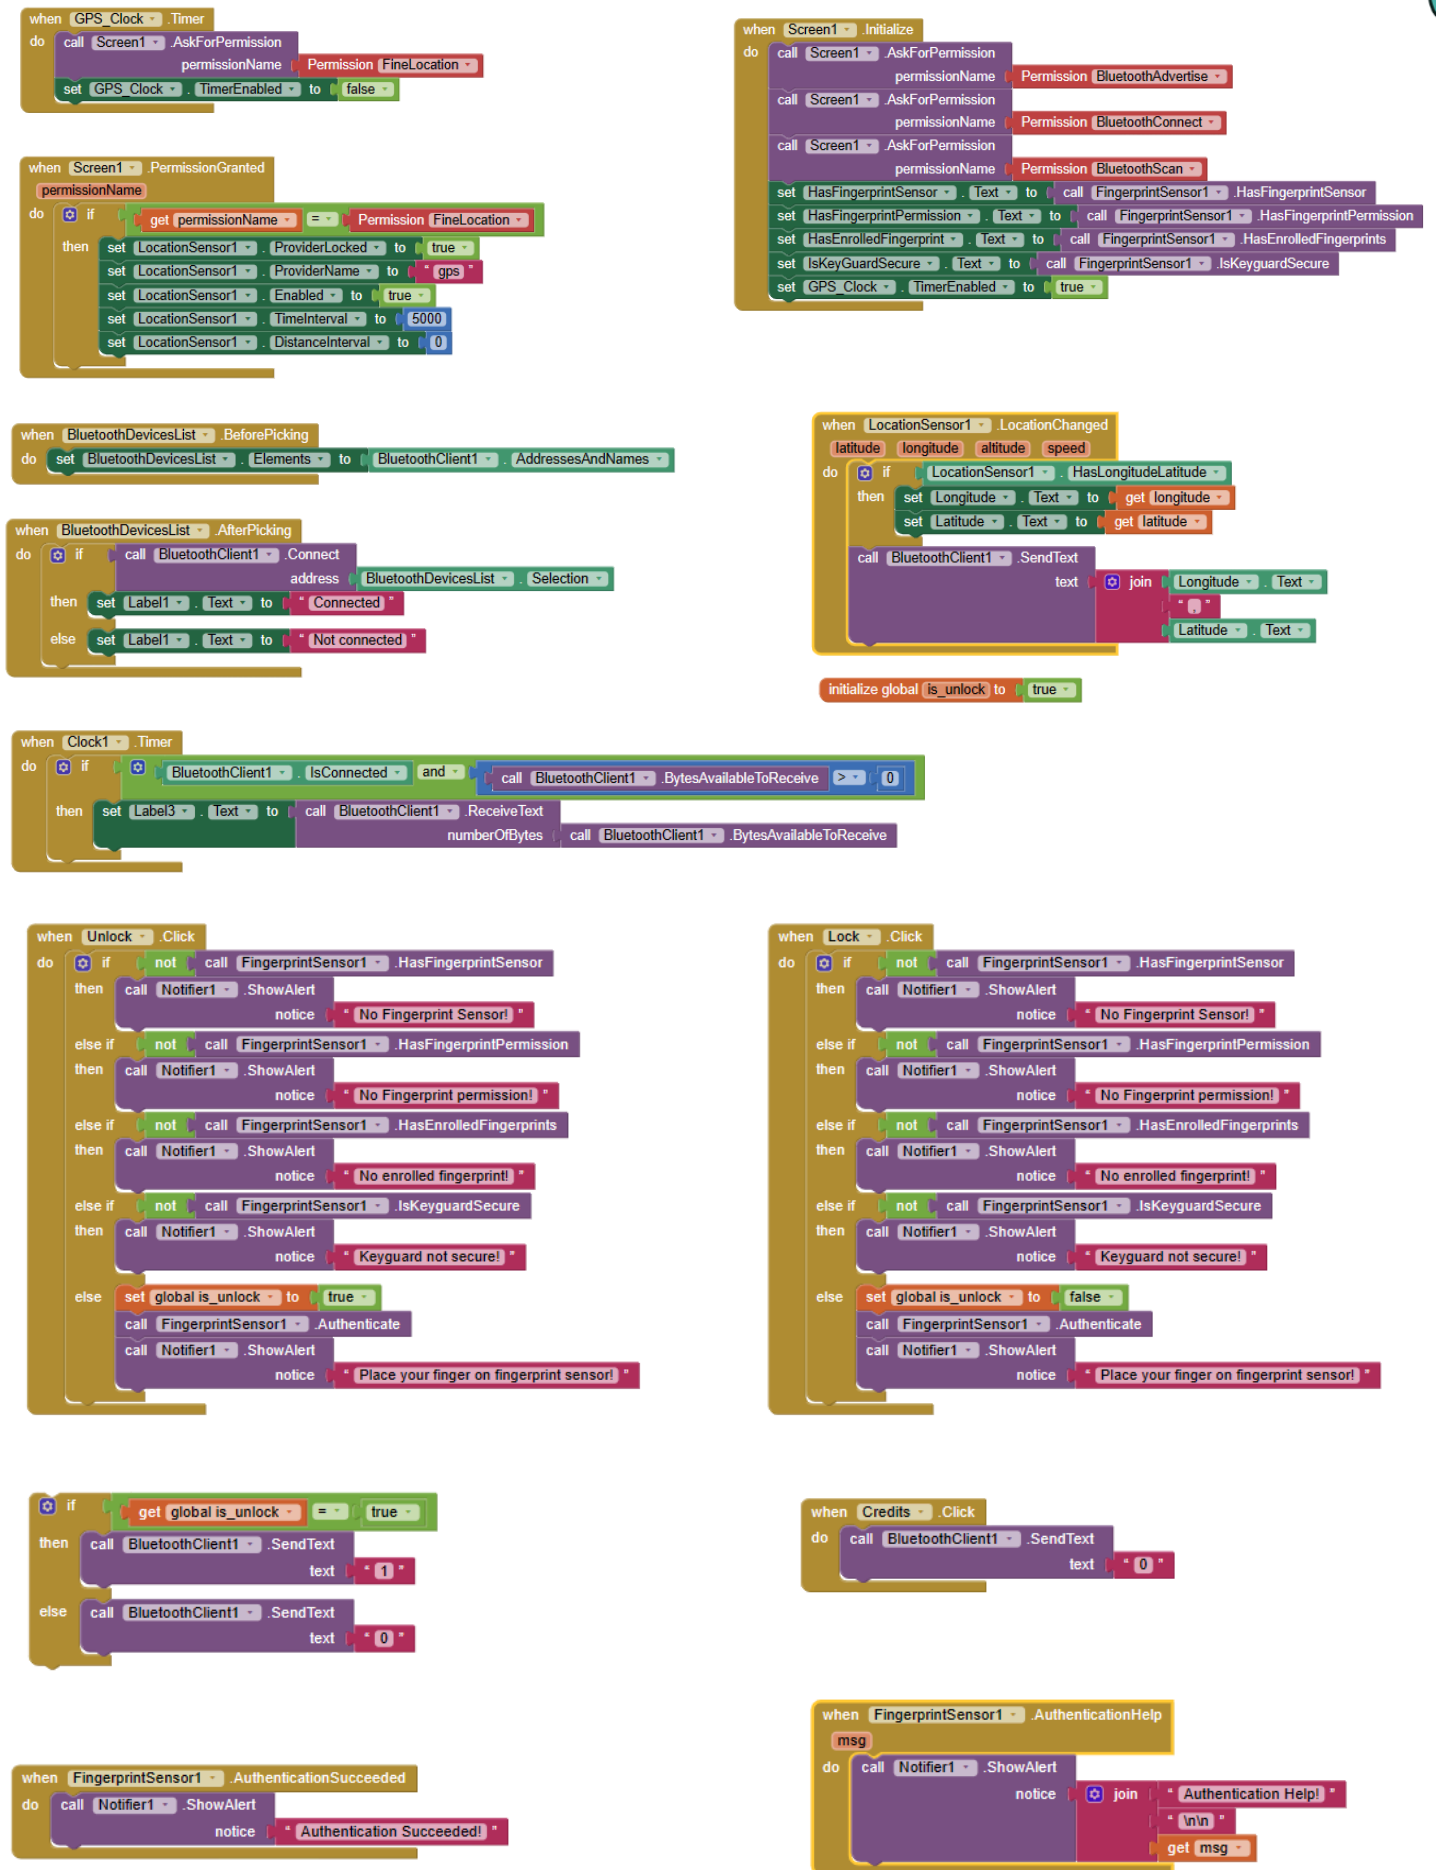 when GPS_Clock .Timer
do call Screen1 .AskForPermission
permissionName Permission FineLocation
set GPS_Clock . TimerEnabled to false
when Screen1 .Initialize
do call Screen1 .AskForPermission
permissionName Permission BluetoothAdvertise
call Screen1 .AskForPermission
permissionName Permission BluetoothConnect
call Screen1 .AskForPermission
permissionName Permission BluetoothScan
set HasFingerprintSensor . Text to call FingerprintSensor1 .HasFingerprintSensor
set HasFingerprintPermission . Text to call FingerprintSensor1 .HasFingerprintPermission
set HasEnrolledFingerprint . Text to call FingerprintSensor1 .HasEnrolledFingerprints
set IsKeyGuardSecure . Text to call FingerprintSensor1 .IsKeyguardSecure
set GPS_Clock . TimerEnabled to true
when Screen1 .PermissionGranted
permissionName
do if get permissionName = Permission FineLocation
then set LocationSensor1 . ProviderLocked to true
set LocationSensor1 . ProviderName to " gps "
set LocationSensor1 . Enabled to true
set LocationSensor1 . TimeInterval to 5000
set LocationSensor1 . DistanceInterval to 0
when BluetoothDevicesList .BeforePicking
do set BluetoothDevicesList . Elements to BluetoothClient1 . AddressesAndNames
when BluetoothDevicesList .AfterPicking
do if call BluetoothClient1 .Connect
address BluetoothDevicesList . Selection
then set Label1 . Text to " Connected "
else set Label1 . Text to " Not connected "
when LocationSensor1 .LocationChanged
latitude longitude altitude speed
do if LocationSensor1 . HasLongitudeLatitude
then set Longitude . Text to get longitude
set Latitude . Text to get latitude
call BluetoothClient1 .SendText
text join Longitude . Text
" , "
Latitude . Text
initialize global is_unlock to true
when Clock1 .Timer
do if BluetoothClient1 . IsConnected and call BluetoothClient1 .BytesAvailableToReceive > 0
then set Label3 . Text to call BluetoothClient1 .ReceiveText
numberOfBytes call BluetoothClient1 .BytesAvailableToReceive
when Unlock .Click
do if not call FingerprintSensor1 .HasFingerprintSensor
then call Notifier1 .ShowAlert
notice " No Fingerprint Sensor! "
else if not call FingerprintSensor1 .HasFingerprintPermission
then call Notifier1 .ShowAlert
notice " No Fingerprint permission! "
else if not call FingerprintSensor1 .HasEnrolledFingerprints
then call Notifier1 .ShowAlert
notice " No enrolled fingerprint! "
else if not call FingerprintSensor1 .IsKeyguardSecure
then call Notifier1 .ShowAlert
notice " Keyguard not secure! "
else set global is_unlock to true
call FingerprintSensor1 .Authenticate
call Notifier1 .ShowAlert
notice " Place your finger on fingerprint sensor! "
when Lock .Click
do if not call FingerprintSensor1 .HasFingerprintSensor
then call Notifier1 .ShowAlert
notice " No Fingerprint Sensor! "
else if not call FingerprintSensor1 .HasFingerprintPermission
then call Notifier1 .ShowAlert
notice " No Fingerprint permission! "
else if not call FingerprintSensor1 .HasEnrolledFingerprints
then call Notifier1 .ShowAlert
notice " No enrolled fingerprint! "
else if not call FingerprintSensor1 .IsKeyguardSecure
then call Notifier1 .ShowAlert
notice " Keyguard not secure! "
else set global is_unlock to false
call FingerprintSensor1 .Authenticate
call Notifier1 .ShowAlert
notice " Place your finger on fingerprint sensor! "
if get global is_unlock = true
then call BluetoothClient1 .SendText
text " 1 "
else call BluetoothClient1 .SendText
text " 0 "
when Credits .Click
do call BluetoothClient1 .SendText
text " 0 "
when FingerprintSensor1 .AuthenticationSucceeded
do call Notifier1 .ShowAlert
notice " Authentication Succeeded! "
when FingerprintSensor1 .AuthenticationHelp
msg
do call Notifier1 .ShowAlert
notice join " Authentication Help! "
" \n\n "
get msg